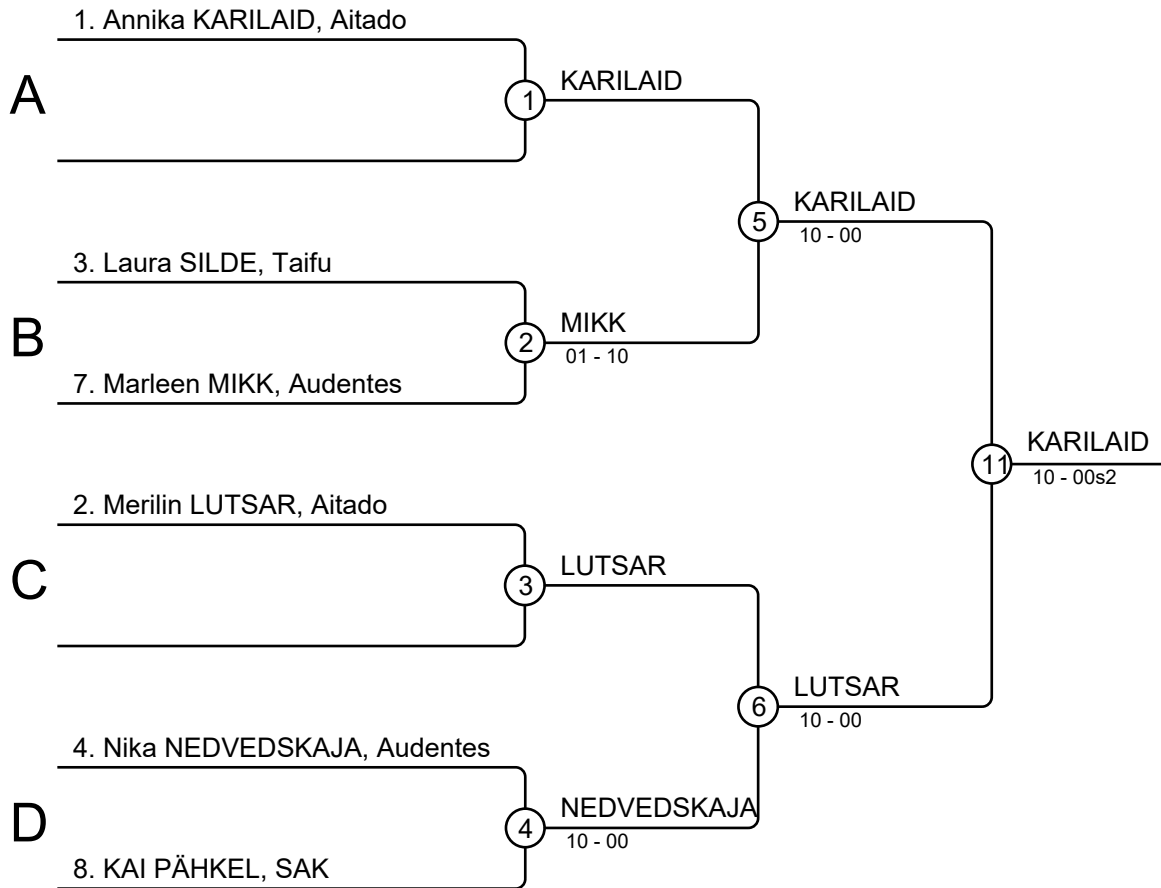 1. Annika KARILAID, Aitado
A
1
KARILAID
5
KARILAID
10 - 00
3. Laura SILDE, Taifu
B
2
MIKK
01 - 10
7. Marleen MIKK, Audentes
11
KARILAID
10 - 00s2
2. Merilin LUTSAR, Aitado
C
3
LUTSAR
6
LUTSAR
10 - 00
4. Nika NEDVEDSKAJA, Audentes
D
4
NEDVEDSKAJA
10 - 00
8. KAI PÄHKEL, SAK